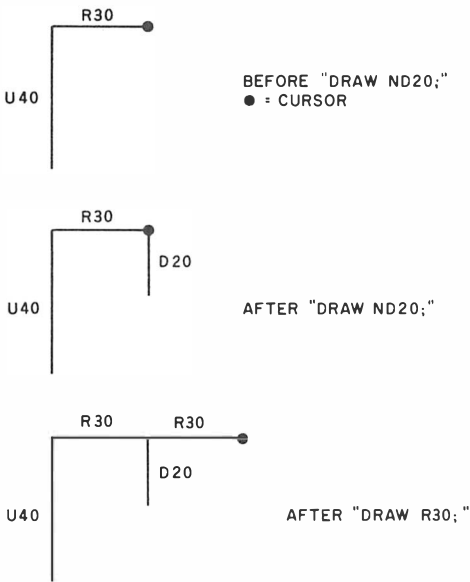 R30
U40
BEFORE "DRAW ND20;"
● = CURSOR
R30
D20
U40
AFTER "DRAW ND20;"
R30 R30
D20
U40
AFTER "DRAW R30;"